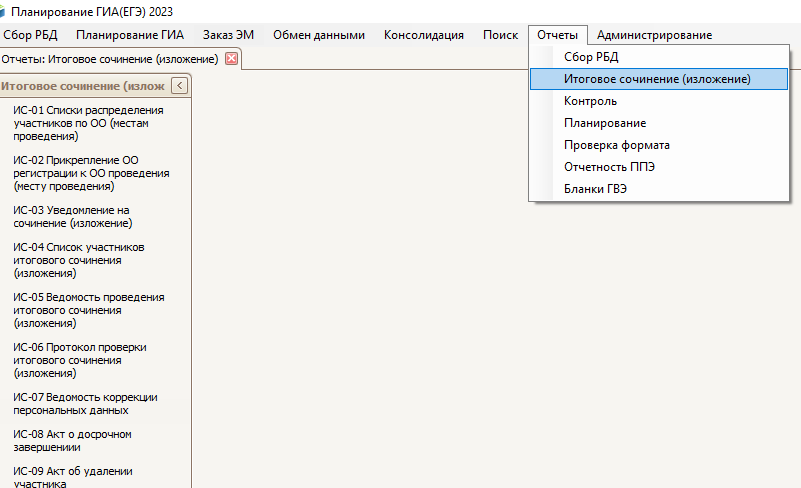 Планирование ГИА(ЕГЭ) 2023
Сбор РБД Планирование ГИА Заказ ЭМ Обмен данными Консолидация Поиск Отчеты Администрирование
Отчеты: Итоговое сочинение (изложение)
Сбор РБД
Итоговое сочинение (изложение)
Контроль
Планирование
Проверка формата
Отчетность ППЭ
Бланки ГВЭ
Итоговое сочинение (излож
ИС-01 Списки распределения
участников по ОО (местам
проведения)
ИС-02 Прикрепление ОО
регистрации к ОО проведения
(месту проведения)
ИС-03 Уведомление на
сочинение (изложение)
ИС-04 Список участников
итогового сочинения
(изложения)
ИС-05 Ведомость проведения
итогового сочинения
(изложения)
ИС-06 Протокол проверки
итогового сочинения
(изложения)
ИС-07 Ведомость коррекции
персональных данных
ИС-08 Акт о досрочном
завершениии
ИС-09 Акт об удалении
участника